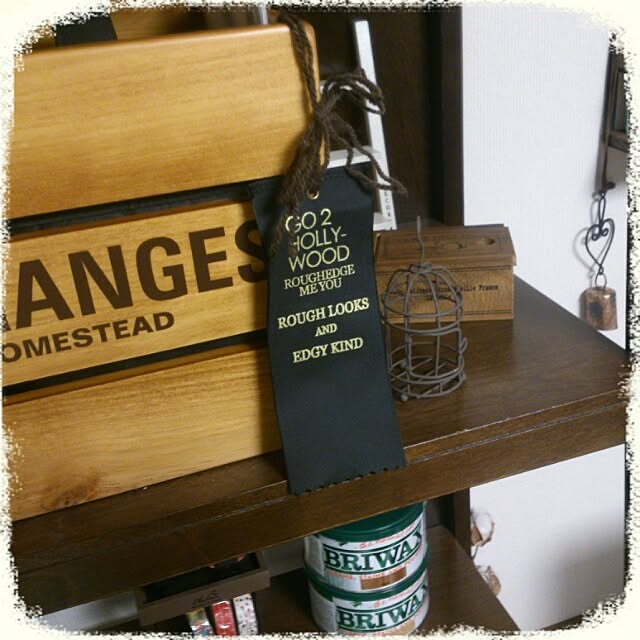 ANGES
OMESTEAD
GO 2
HOLLY-
WOOD
ROUGHEDGE
ME YOU
ROUGH LOOKS
AND
EDGY KIND
BRIWAX
BRIWAX